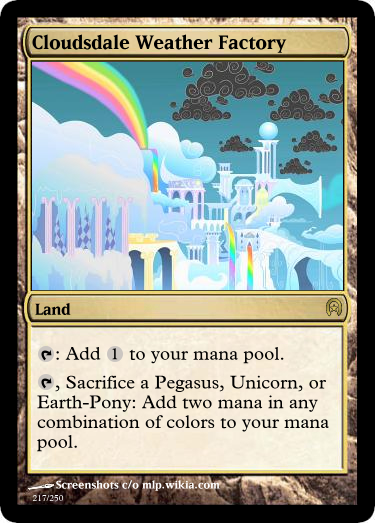 Cloudsdale Weather Factory
Land
: Add 1 to your mana pool.
, Sacrifice a Pegasus, Unicorn, or
Earth-Pony: Add two mana in any
combination of colors to your mana
pool.
Screenshots c/o mlp.wikia.com
217/250